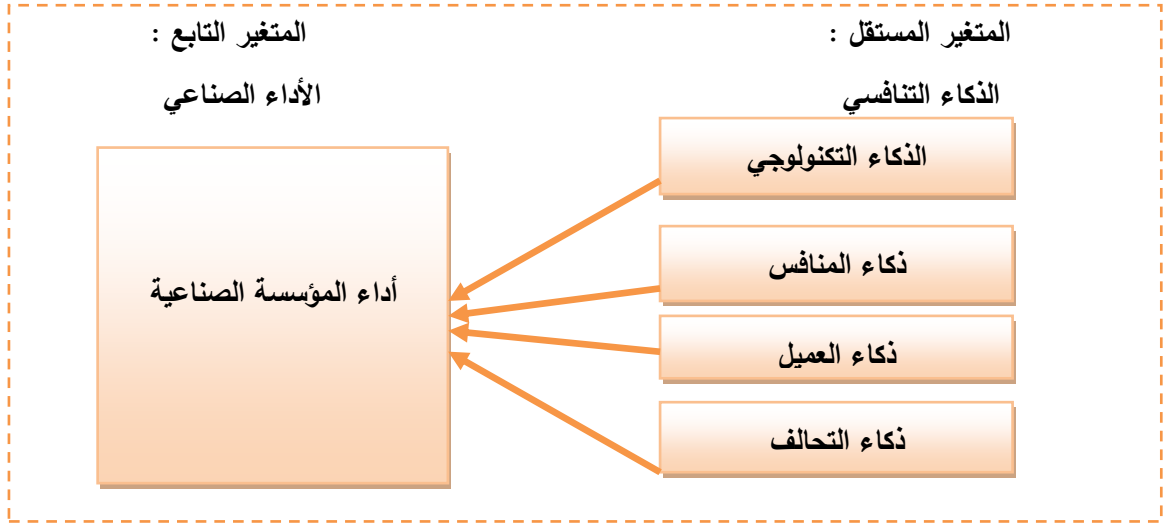 المتغير المستقل :
المتغير التابع :
الذكاء التنافسي
الأداء الصناعي
الذكاء التكنولوجي
ذكاء المنافس
أداء المؤسسة الصناعية
ذكاء العميل
ذكاء التحالف